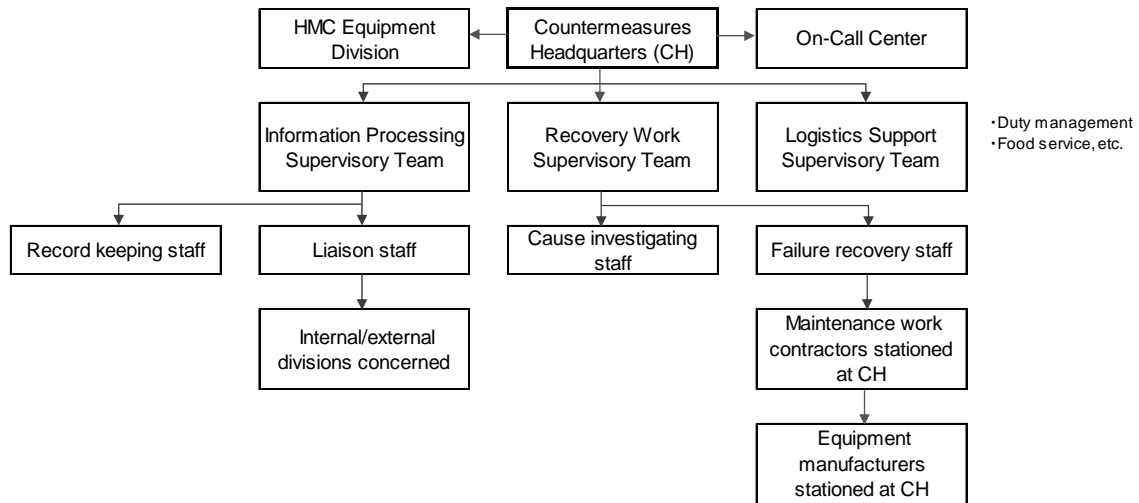 HMC Equipment
Division
Countermeasures
Headquarters (CH)
On-Call Center
Information Processing
Supervisory Team
Recovery Work
Supervisory Team
Logistics Support
Supervisory Team
・Duty management
・Food service, etc.
Record keeping staff
Liaison staff
Cause investigating
staff
Failure recovery staff
Internal/external
divisions concerned
Maintenance work
contractors stationed
at CH
Equipment
manufacturers
stationed at CH